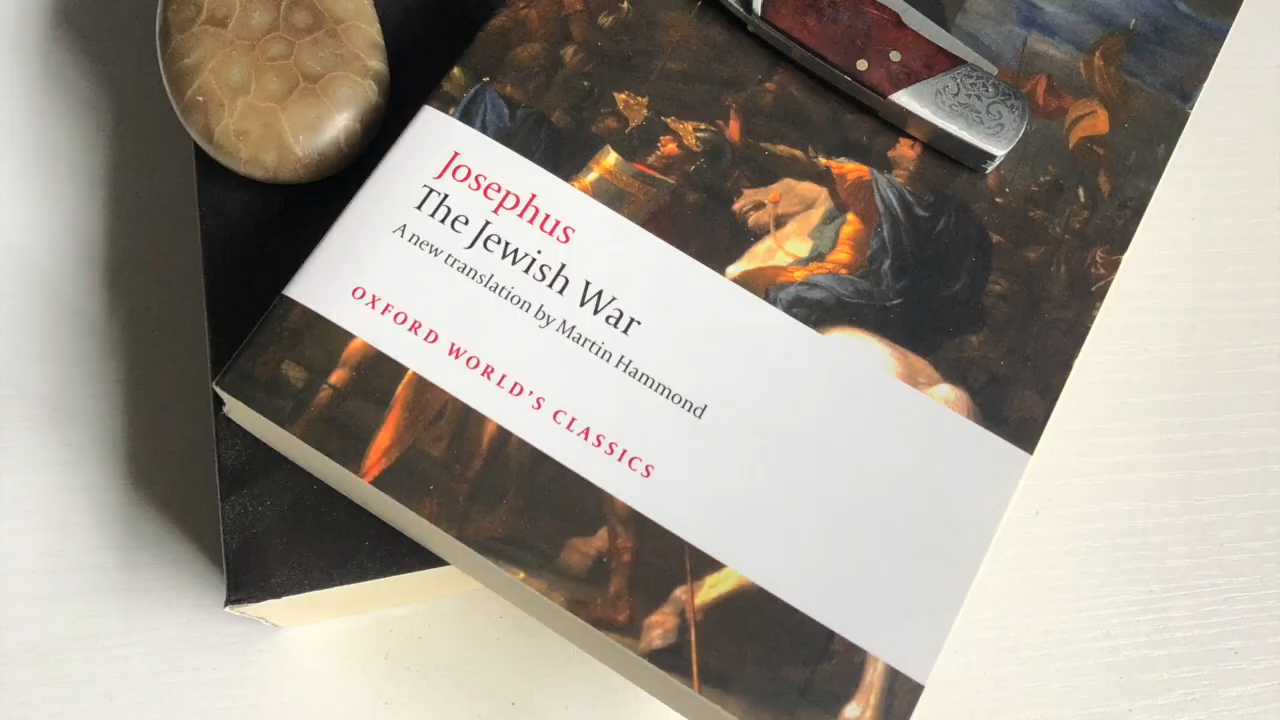 Josephus
The Jewish War
A new translation by Martin Hammond
OXFORD WORLD'S CLASSICS